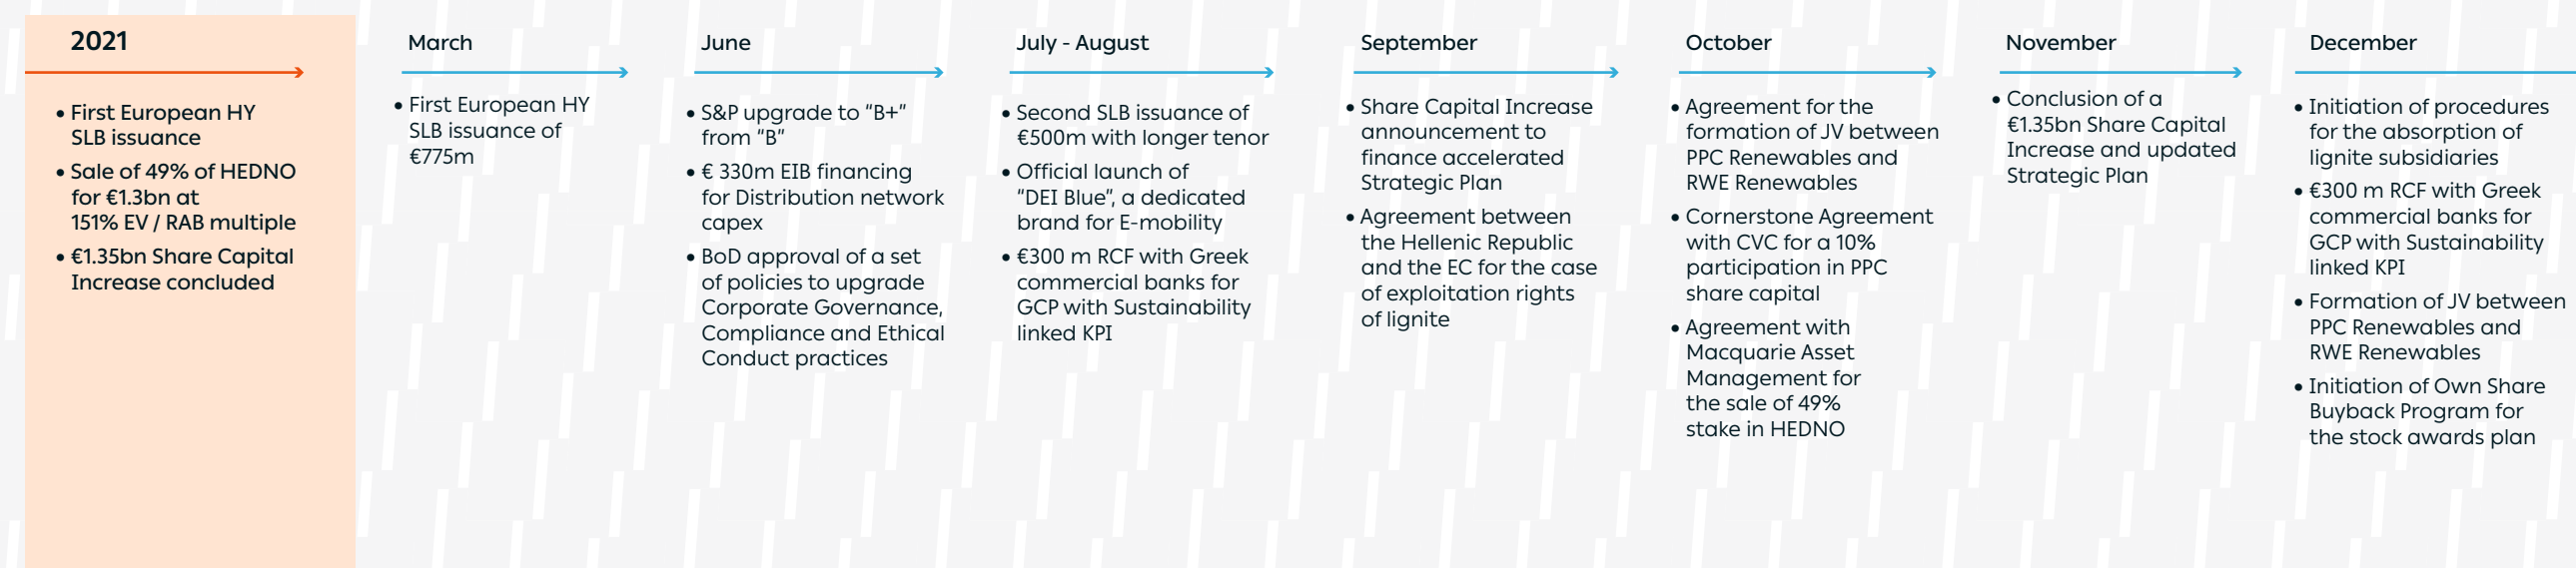 2021
• First European HY
SLB issuance
• Sale of 49% of HEDNO
for €1.3bn at
151% EV / RAB multiple
• €1.35bn Share Capital
Increase concluded
March
• First European HY
SLB issuance of
€775m
June
• S&P upgrade to “B+”
from “B”
• € 330m EIB financing
for Distribution network
capex
• BoD approval of a set
of policies to upgrade
Corporate Governance,
Compliance and Ethical
Conduct practices
July - August
• Second SLB issuance of
€500m with longer tenor
• Official launch of
“DEI Blue”, a dedicated
brand for E-mobility
• €300 m RCF with Greek
commercial banks for
GCP with Sustainability
linked KPI
September
• Share Capital Increase
announcement to
finance accelerated
Strategic Plan
• Agreement between
the Hellenic Republic
and the EC for the case
of exploitation rights
of lignite
October
• Agreement for the
formation of JV between
PPC Renewables and
RWE Renewables
• Cornerstone Agreement
with CVC for a 10%
participation in PPC
share capital
• Agreement with
Macquarie Asset
Management for
the sale of 49%
stake in HEDNO
November
• Conclusion of a
€1.35bn Share Capital
Increase and updated
Strategic Plan
December
• Initiation of procedures
for the absorption of
lignite subsidiaries
• €300 m RCF with Greek
commercial banks for
GCP with Sustainability
linked KPI
• Formation of JV between
PPC Renewables and
RWE Renewables
• Initiation of Own Share
Buyback Program for
the stock awards plan